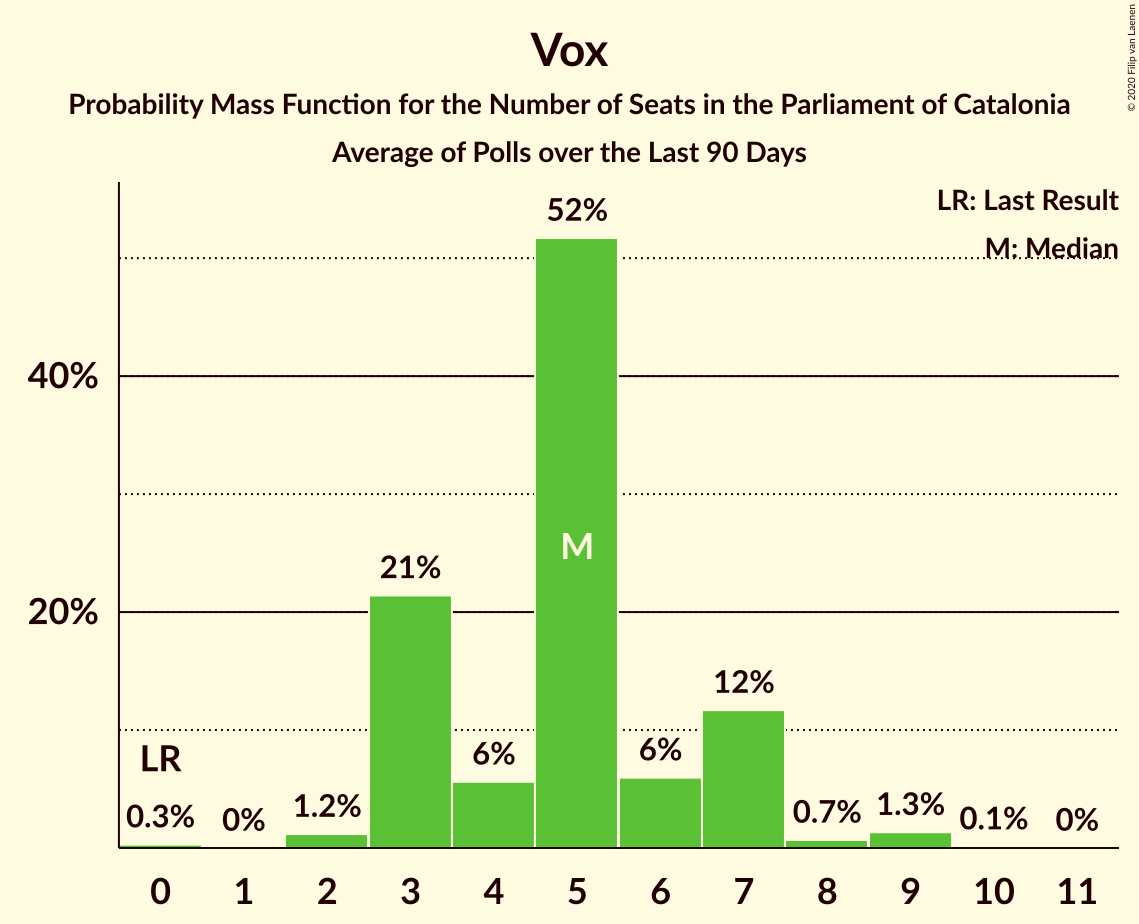 Vox
Probability Mass Function for the Number of Seats in the Parliament of Catalonia
Average of Polls over the Last 90 Days
© 2020 Filip van Laenen
LR: Last Result
M: Median
52%
40%
M
21%
20%
12%
LR
6%
6%
0.3%
0%
1.2%
0.7%
1.3%
0.1%
0%
0 1 2 3 4 5 6 7 8 9 10 11